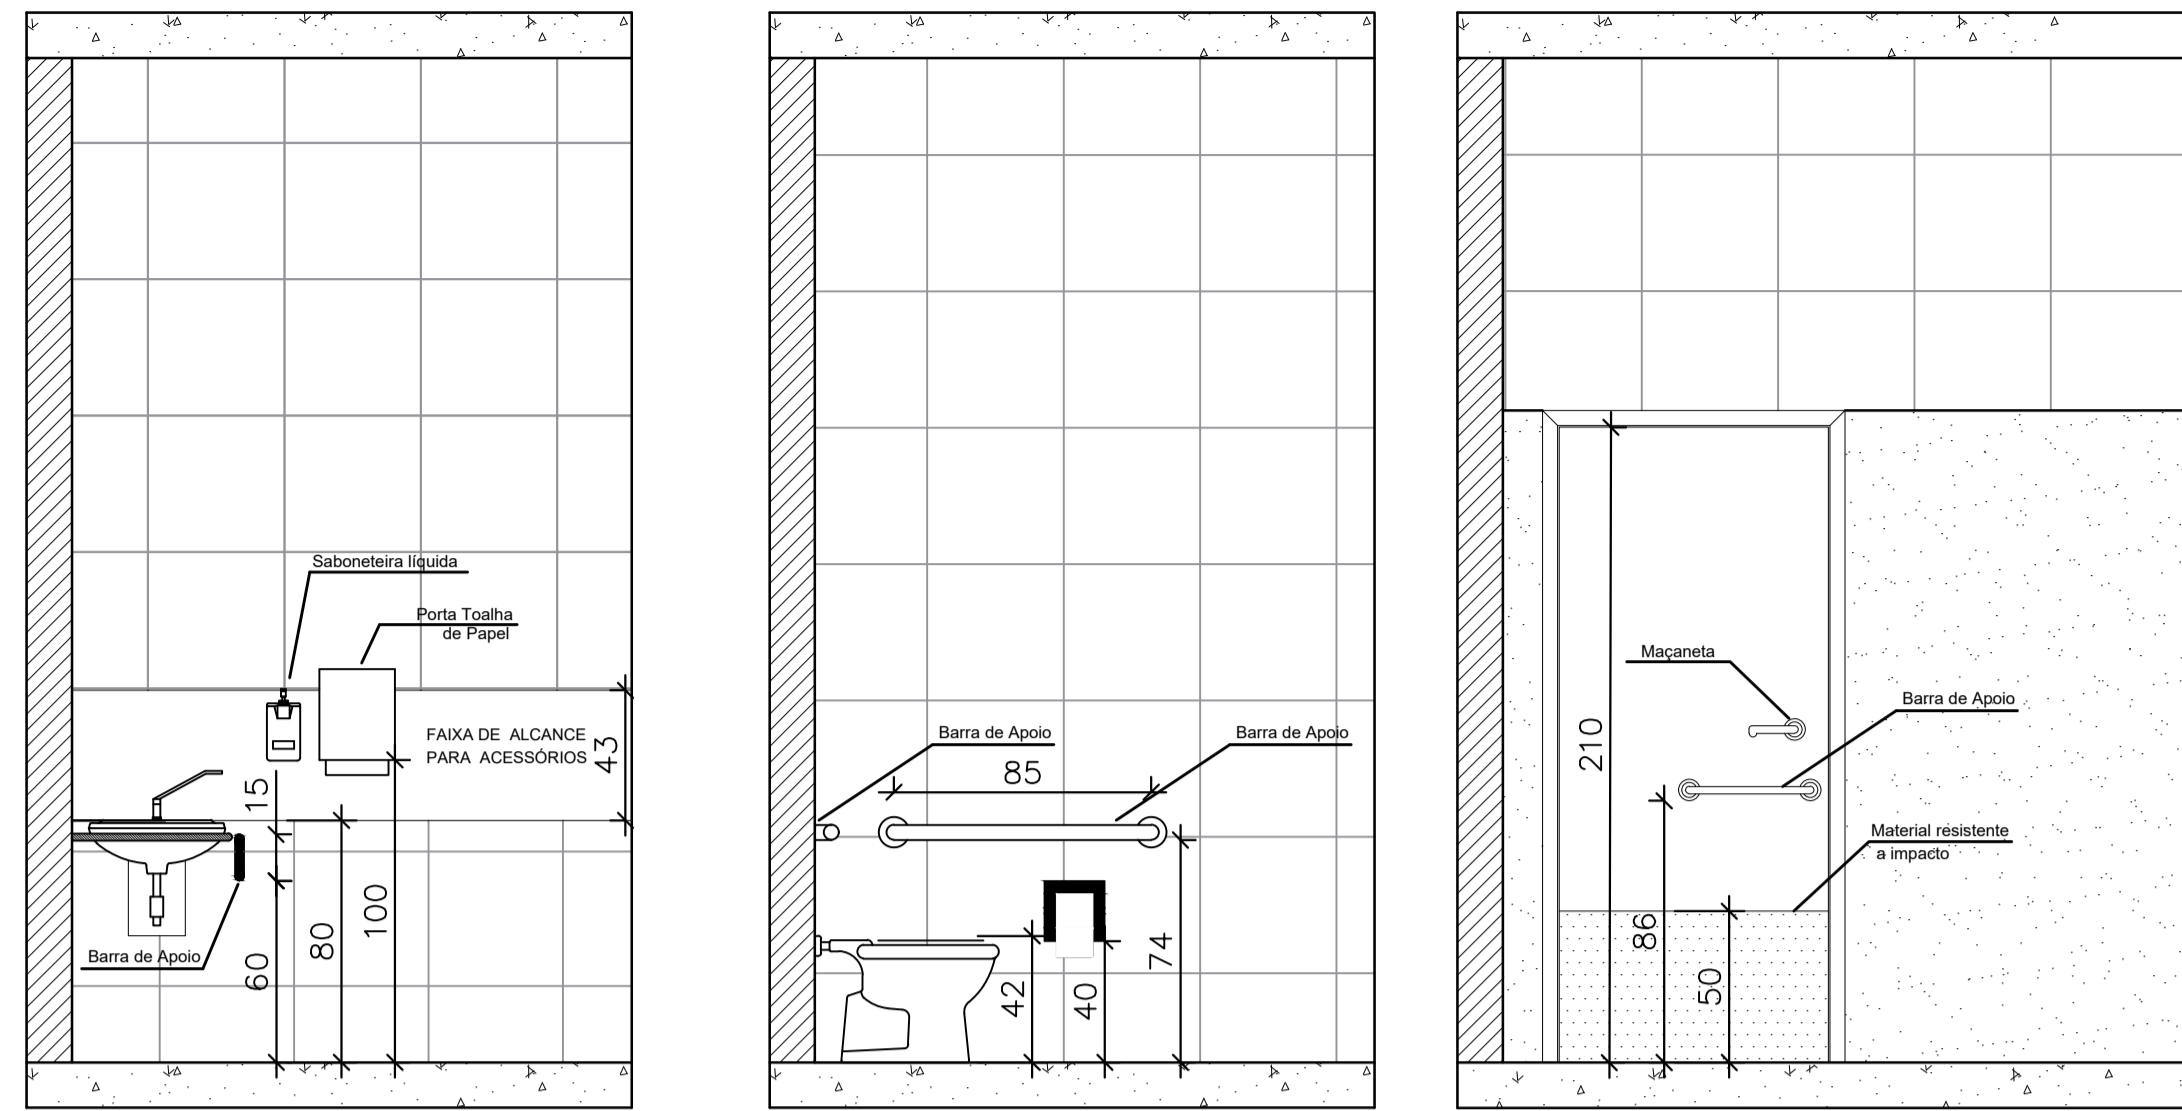 Saboneteira líquida
Porta Toalha
de Papel
FAIXA DE ALCANCE
PARA ACESSÓRIOS
43
15
60
80
100
Barra de Apoio
Barra de Apoio
Barra de Apoio
85
42
40
74
Maçaneta
Barra de Apoio
Material resistente
a impacto
210
86
50